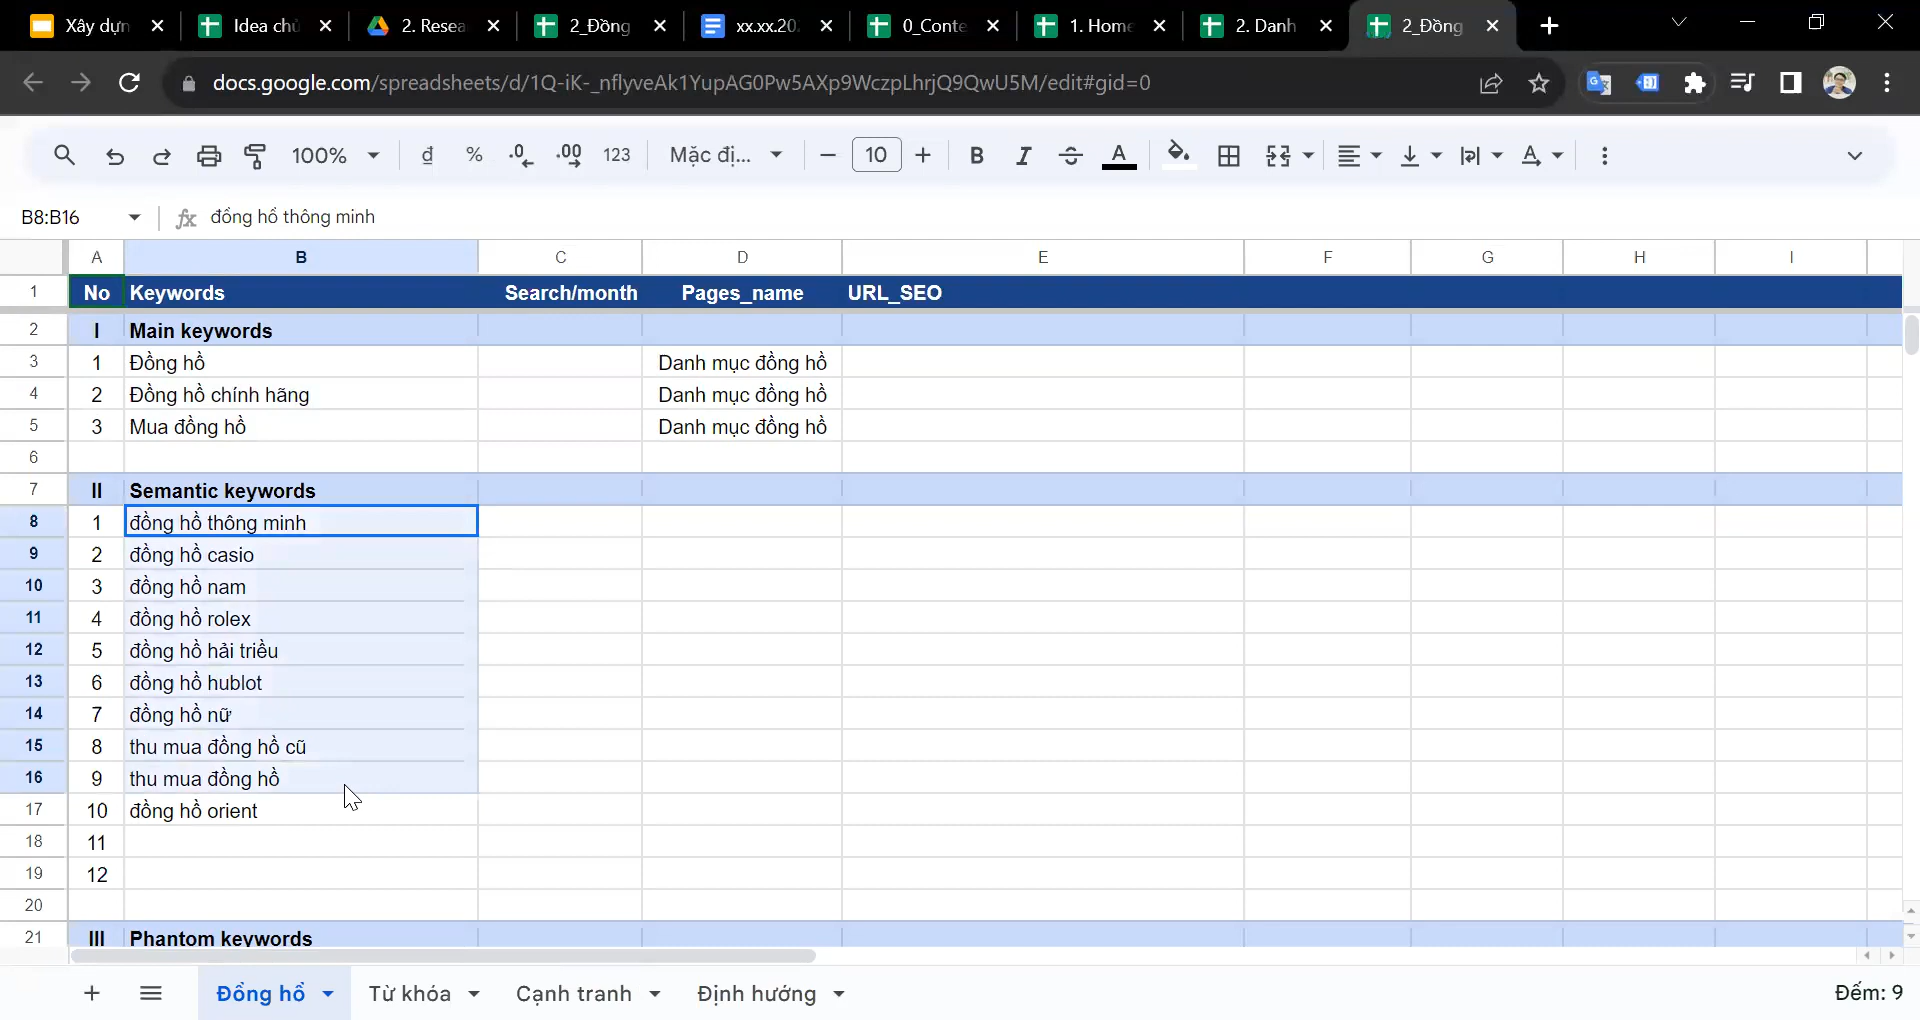 Xây dựn
Idea chủ
2. Resea
2_Đồng
xx.xx.20
0_Conte
1. Home
2. Danh
2_Đồng
docs.google.com/spreadsheets/d/1Q-iK-_nflyveAk1YupAG0Pw5AXp9WczpLhrjQ9QwU5M/edit#gid=0
100% đ % .0 .00 123 Mặc đị... 10 B I S A
B8:B16 fx đồng hồ thông minh
A B C D E F G H I
1 No Keywords Search/month Pages_name URL_SEO
2 I Main keywords
3 1 Đồng hồ Danh mục đồng hồ
4 2 Đồng hồ chính hãng Danh mục đồng hồ
5 3 Mua đồng hồ Danh mục đồng hồ
6
7 II Semantic keywords
8 1 đồng hồ thông minh
9 2 đồng hồ casio
10 3 đồng hồ nam
11 4 đồng hồ rolex
12 5 đồng hồ hải triều
13 6 đồng hồ hublot
14 7 đồng hồ nữ
15 8 thu mua đồng hồ cũ
16 9 thu mua đồng hồ
17 10 đồng hồ orient
18 11
19 12
20
21 III Phantom keywords
Đồng hồ Từ khóa Cạnh tranh Định hướng Đếm: 9